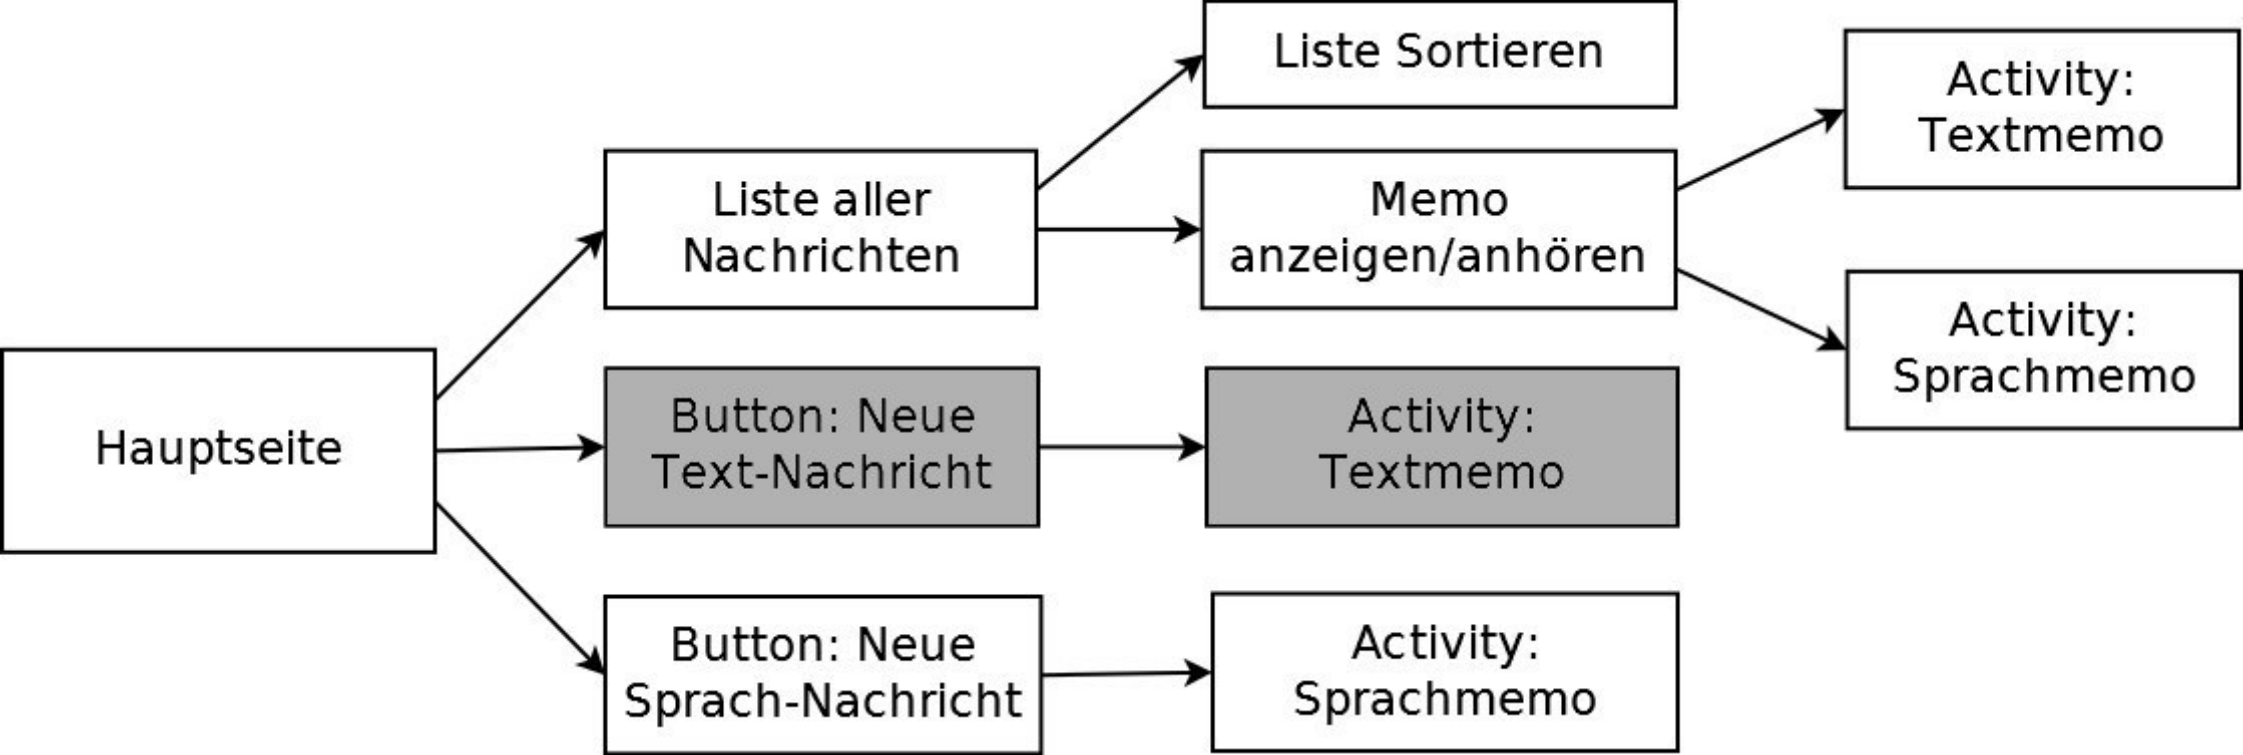 Liste Sortieren
Activity:
Textmemo
Liste aller
Nachrichten
Memo
anzeigen/anhören
Activity:
Sprachmemo
Hauptseite
Button: Neue
Text-Nachricht
Activity:
Textmemo
Button: Neue
Sprach-Nachricht
Activity:
Sprachmemo